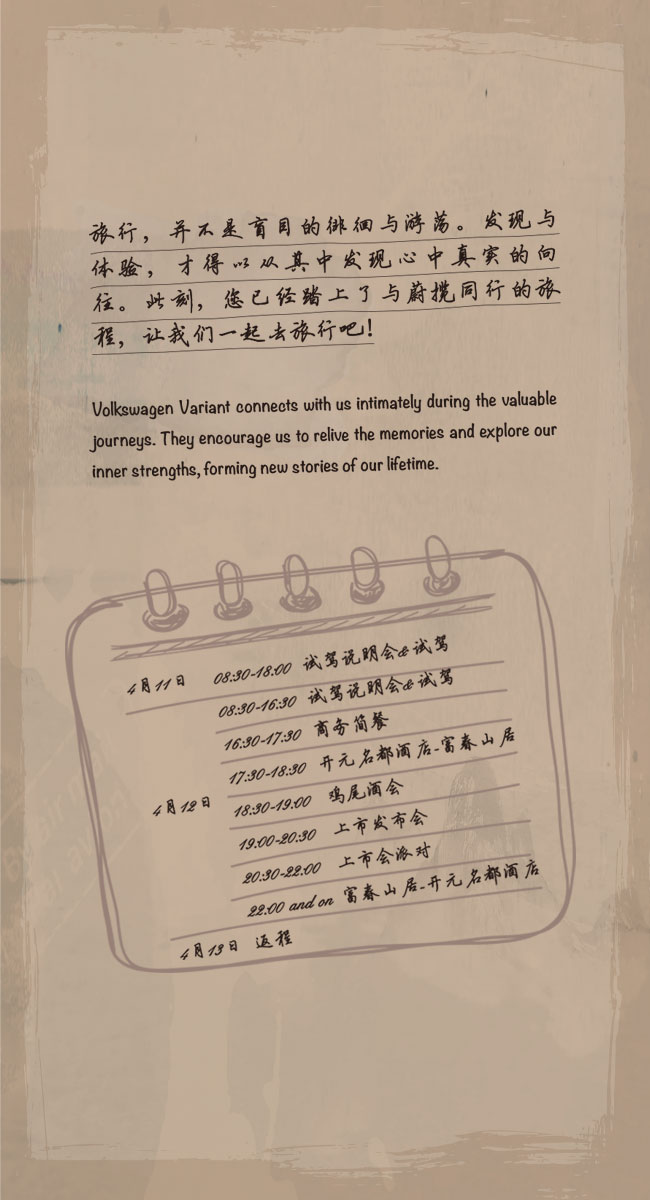 旅行，并不是盲目的徘徊与游荡。发现与
体验，才得以从其中发现心中真实的向
往。此刻，您已经踏上了与蔚揽同行的旅
程，让我们一起去旅行吧！
Volkswagen Variant connects with us intimately during the valuable
journeys. They encourage us to relive the memories and explore our
inner strengths, forming new stories of our lifetime.
4月11日 08:30-18:00 试驾说明会&试驾
08:30-16:30 试驾说明会&试驾
16:30-17:30 商务简餐
17:30-18:30 开元名都酒店-富春山居
4月12日 18:30-19:00 鸡尾酒会
19:00-20:30 上市发布会
20:30-22:00 上市会派对
22:00 and on 富春山居-开元名都酒店
4月13日 返程